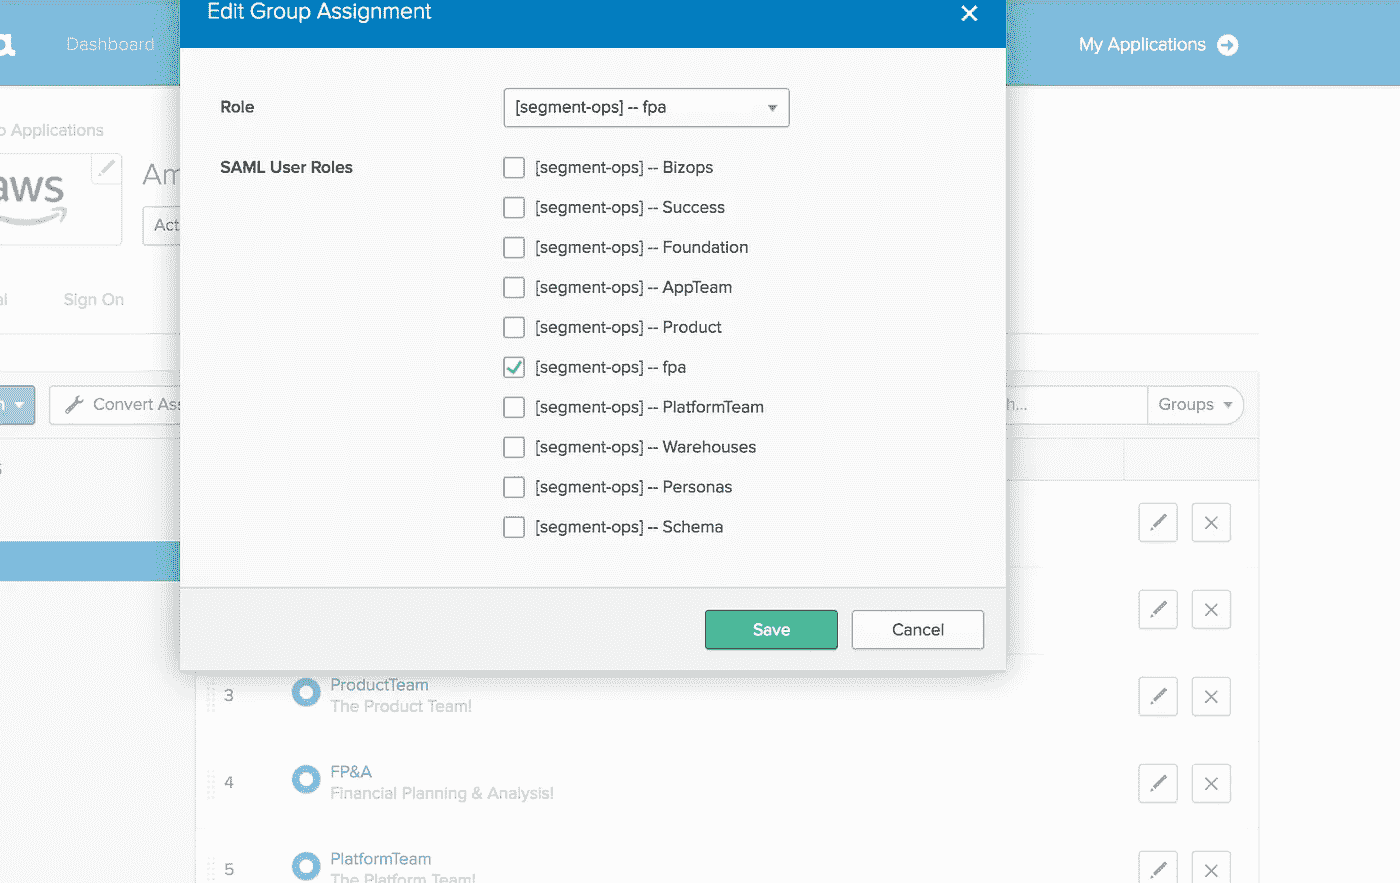 Edit Group Assignment
Dashboard
My Applications
Role
[segment-ops] -- fpa
Applications
SAML User Roles
[segment-ops] -- Bizops
aws
[segment-ops] -- Success
[segment-ops] -- Foundation
[segment-ops] -- AppTeam
Sign On
[segment-ops] -- Product
[segment-ops] -- fpa
Convert
Groups
[segment-ops] -- PlatformTeam
[segment-ops] -- Warehouses
[segment-ops] -- Personas
[segment-ops] -- Schema
Save
Cancel
3
ProductTeam
The Product Team!
4
FP&A
Financial Planning & Analysis!
5
PlatformTeam
The Platform Team!